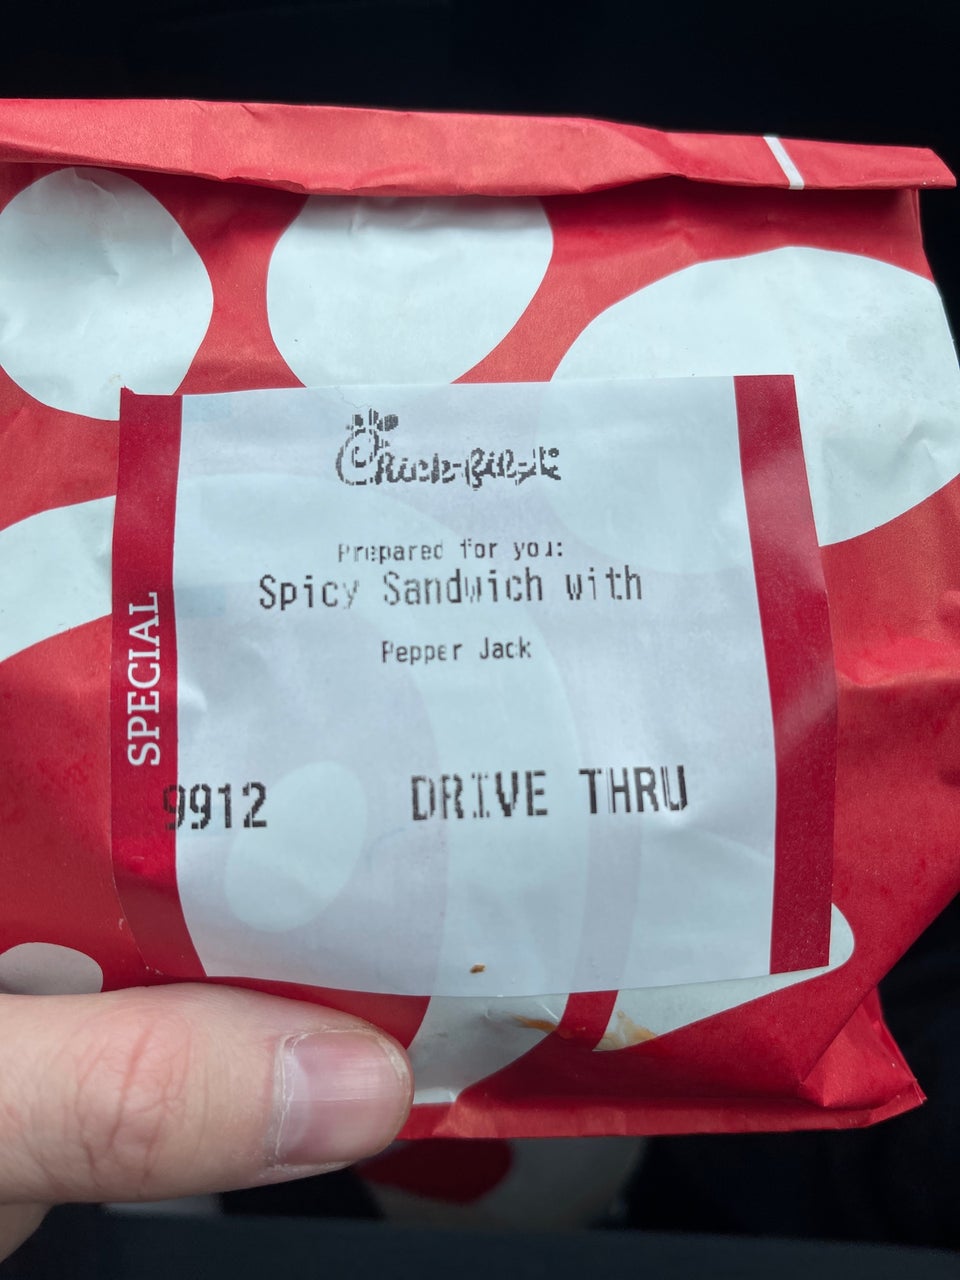 Chick-fil-A
Prepared for you:
Spicy Sandwich with
Pepper Jack
SPECIAL
9912 DRIVE THRU